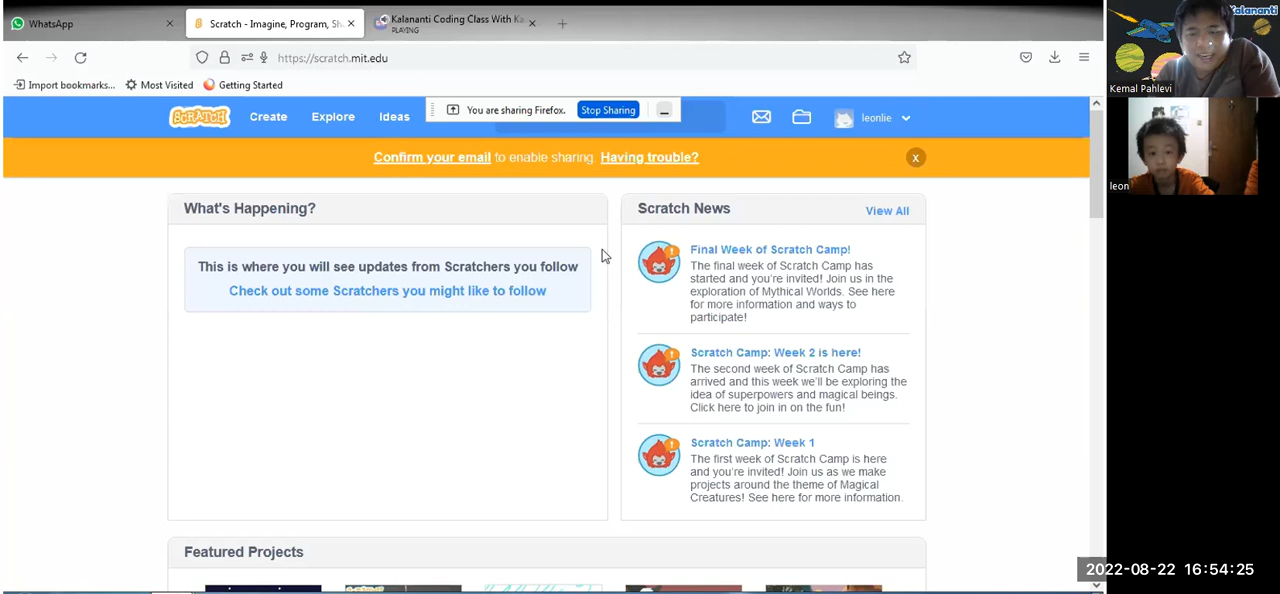 WhatsApp
Scratch - Imagine, Program, Sh
Kalananti Coding Class With Ka
PLAYING
https://scratch.mit.edu
Import bookmarks... Most Visited Getting Started
You are sharing Firefox. Stop Sharing
SCRATCH Create Explore Ideas leonlie
Confirm your email to enable sharing. Having trouble? x
What's Happening?
This is where you will see updates from Scratchers you follow
Check out some Scratchers you might like to follow
Scratch News View All
Final Week of Scratch Camp!
The final week of Scratch Camp has
started and you're invited! Join us in the
exploration of Mythical Worlds. See here
for more information and ways to
participate!
Scratch Camp: Week 2 is here!
The second week of Scratch Camp has
arrived and this week we'll be exploring the
idea of superpowers and magical beings.
Click here to join in on the fun!
Scratch Camp: Week 1
The first week of Scratch Camp is here
and you're invited! Join us as we make
projects around the theme of Magical
Creatures! See here for more information.
Featured Projects
Kalananti
Kemal Pahlevi
leon
2022-08-22 16:54:25